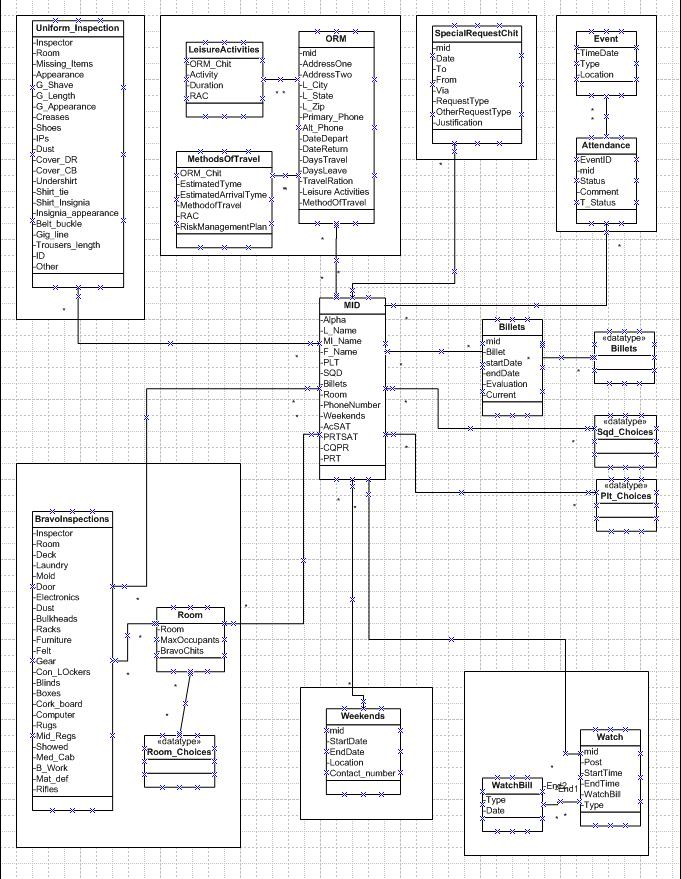 Uniform_Inspection
-Inspector
-Room
-Missing_Items
-Appearance
-G_Shave
-G_Length
-G_Appearance
-Creases
-Shoes
-IPs
-Dust
-Cover_DR
-Cover_CB
-Undershirt
-Shirt_tie
-Shirt_Insignia
-Insignia_appearance
-Belt_buckle
-Gig_line
-Trousers_length
-ID
-Other
LeisureActivities
-ORM_Chit
-Activity
-Duration
-RAC
MethodsOfTravel
-ORM_Chit
-EstimatedTyme
-EstimatedArrivalTyme
-MethodofTravel
-RAC
-RiskManagementPlan
ORM
-mid
-AddressOne
-AddressTwo
-L_City
-L_State
-L_Zip
-Primary_Phone
-Alt_Phone
-DateDepart
-DateReturn
-DaysTravel
-DaysLeave
-TravelRation
-Leisure Activities
-MethodOfTravel
SpecialRequestChit
-mid
-Date
-To
-From
-Via
-RequestType
-OtherRequestType
-Justification
Event
-TimeDate
-Type
-Location
Attendance
-EventID
-mid
-Status
-Comment
-T_Status
MID
-Alpha
-L_Name
-MI_Name
-F_Name
-PLT
-SQD
-Billets
-Room
-PhoneNumber
-Weekends
-AcSAT
-PRTSAT
-CQPR
-PRT
Billets
-mid
-Billet
-startDate
-endDate
-Evaluation
-Current
«datatype»
Billets
«datatype»
Sqd_Choices
«datatype»
Plt_Choices
BravoInspections
-Inspector
-Room
-Deck
-Laundry
-Mold
-Door
-Electronics
-Dust
-Bulkheads
-Racks
-Furniture
-Felt
-Gear
-Con_LOckers
-Blinds
-Boxes
-Cork_board
-Computer
-Rugs
-Mid_Regs
-Showed
-Med_Cab
-B_Work
-Mat_def
-Rifles
Room
-Room
-MaxOccupants
-BravoChits
«datatype»
Room_Choices
Weekends
-mid
-StartDate
-EndDate
-Location
-Contact_number
WatchBill
-Type
-Date
-End2
-End1
Watch
-mid
-Post
-StartTime
-EndTime
-WatchBill
-Type